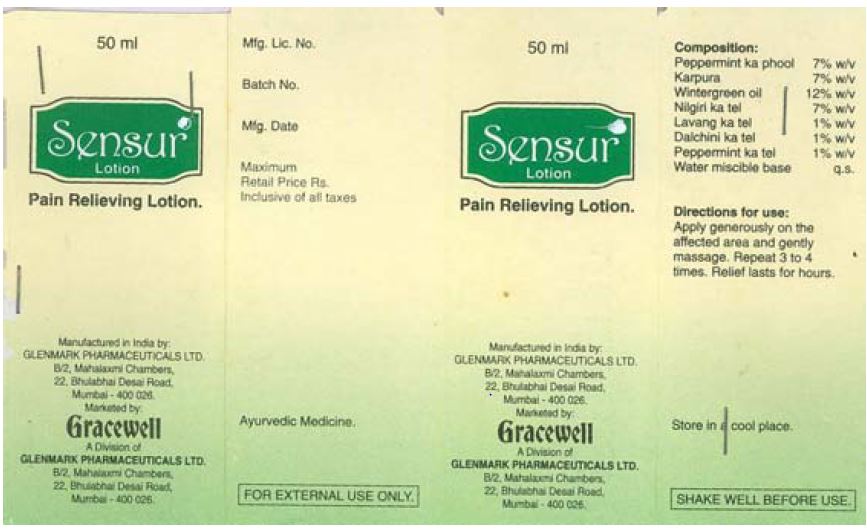 50 ml
Sensur
Lotion
Pain Relieving Lotion.
Manufactured in India by:
GLENMARK PHARMACEUTICALS LTD.
B/2, Mahalaxmi Chambers,
22, Bhulabhai Desai Road,
Mumbai - 400 026.
Marketed by:
Gracewell
A Division of
GLENMARK PHARMACEUTICALS LTD.
B/2, Mahalaxmi Chambers,
22, Bhulabhai Desai Road,
Mumbai - 400 026.
Mfg. Lic. No.
Batch No.
Mfg. Date
Maximum
Retail Price Rs.
Inclusive of all taxes
Ayurvedic Medicine.
FOR EXTERNAL USE ONLY.
50 ml
Sensur
Lotion
Pain Relieving Lotion.
Manufactured in India by:
GLENMARK PHARMACEUTICALS LTD.
B/2, Mahalaxmi Chambers,
22, Bhulabhai Desai Road,
Mumbai - 400 026.
Marketed by:
Gracewell
A Division of
GLENMARK PHARMACEUTICALS LTD.
B/2, Mahalaxmi Chambers,
22, Bhulabhai Desai Road,
Mumbai - 400 026.
Composition:
Peppermint ka phool 7% w/v
Karpura 7% w/v
Wintergreen oil 12% w/v
Nilgiri ka tel 7% w/v
Lavang ka tel 1% w/v
Dalchini ka tel 1% w/v
Peppermint ka tel 1% w/v
Water miscible base q.s.
Directions for use:
Apply generously on the
affected area and gently
massage. Repeat 3 to 4
times. Relief lasts for hours.
Store in a cool place.
SHAKE WELL BEFORE USE.